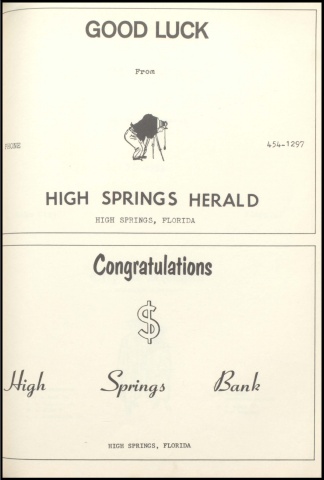 GOOD LUCK
From
PHONE 454-1297
HIGH SPRINGS HERALD
HIGH SPRINGS, FLORIDA
Congratulations
$
High Springs Bank
HIGH SPRINGS, FLORIDA